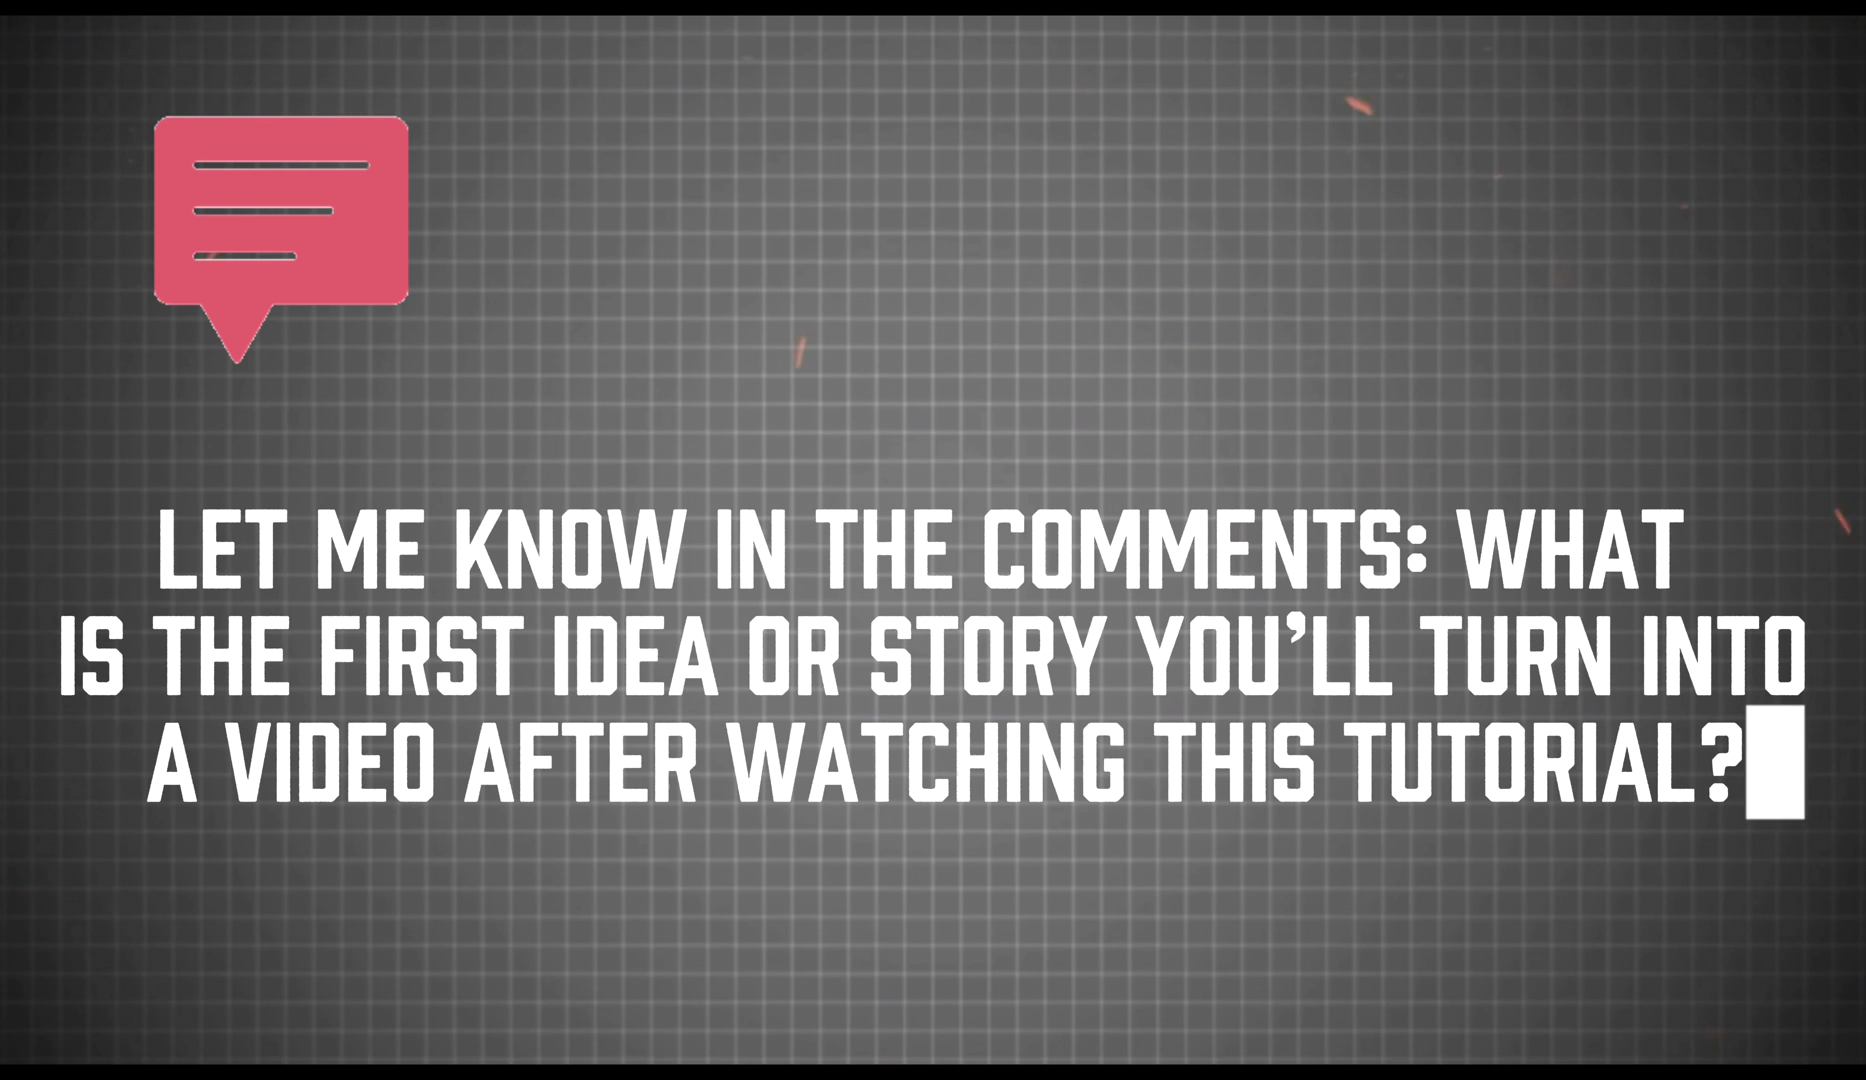 LET ME KNOW IN THE COMMENTS: WHAT
IS THE FIRST IDEA OR STORY YOU’LL TURN INTO
A VIDEO AFTER WATCHING THIS TUTORIAL?